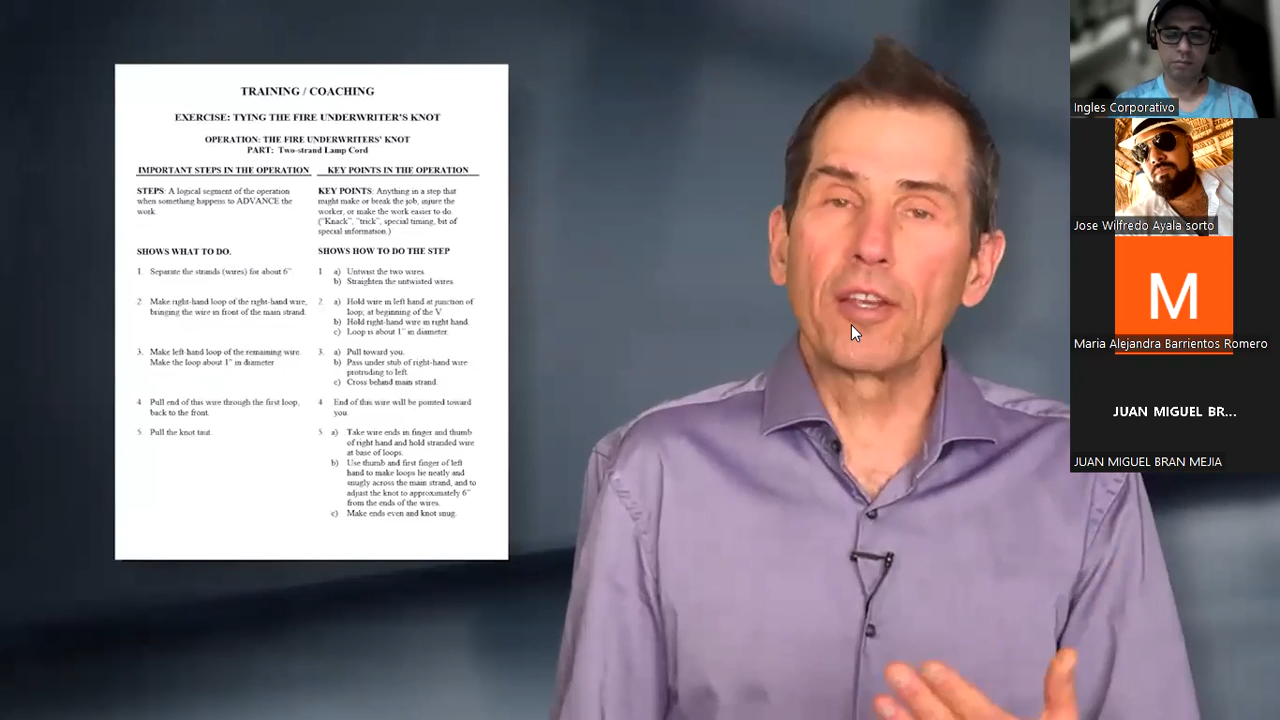 TRAINING / COACHING
EXERCISE: TYING THE FIRE UNDERWRITER'S KNOT
OPERATION: THE FIRE UNDERWRITERS' KNOT
PART: Two-strand Lamp Cord
IMPORTANT STEPS IN THE OPERATION
STEPS: A logical segment of the operation
when something happens to ADVANCE the
work.
SHOWS WHAT TO DO.
1. Separate the strands (wires) for about 6"
2. Make right-hand loop of the right-hand wire,
bringing the wire in front of the main strand.
3. Make left-hand loop of the remaining wire.
Make the loop about 1" in diameter
4 Pull end of this wire through the first loop,
back to the front.
5. Pull the knot taut.
KEY POINTS IN THE OPERATION
KEY POINTS: Anything in a step that
might make or break the job, injure the
worker, or make the work easier to do.
("Knack", "trick", special timing, bit of
special information.)
SHOWS HOW TO DO THE STEP
1 a) Untwist the two wires
b) Straighten the untwisted wires
2. a) Hold wire in left hand at junction of
loop; at beginning of the V.
b) Hold right-hand wire in right hand.
c) Loop is about 1" in diameter.
3. a) Pull toward you.
b) Pass under stub of right-hand wire
protruding to left.
c) Cross behind main strand.
4 End of this wire will be pointed toward
you.
5 a) Take wire ends in finger and thumb
of right hand and hold stranded wire
at base of loops.
b) Use thumb and first finger of left
hand to make loops lie neatly and
snugly across the main strand, and to
adjust the knot to approximately 6"
from the ends of the wires.
c) Make ends even and knot snug.
Ingles Corporativo
Jose Wilfredo Ayala sorto
M
Maria Alejandra Barrientos Romero
JUAN MIGUEL BR...
JUAN MIGUEL BRAN MEJIA